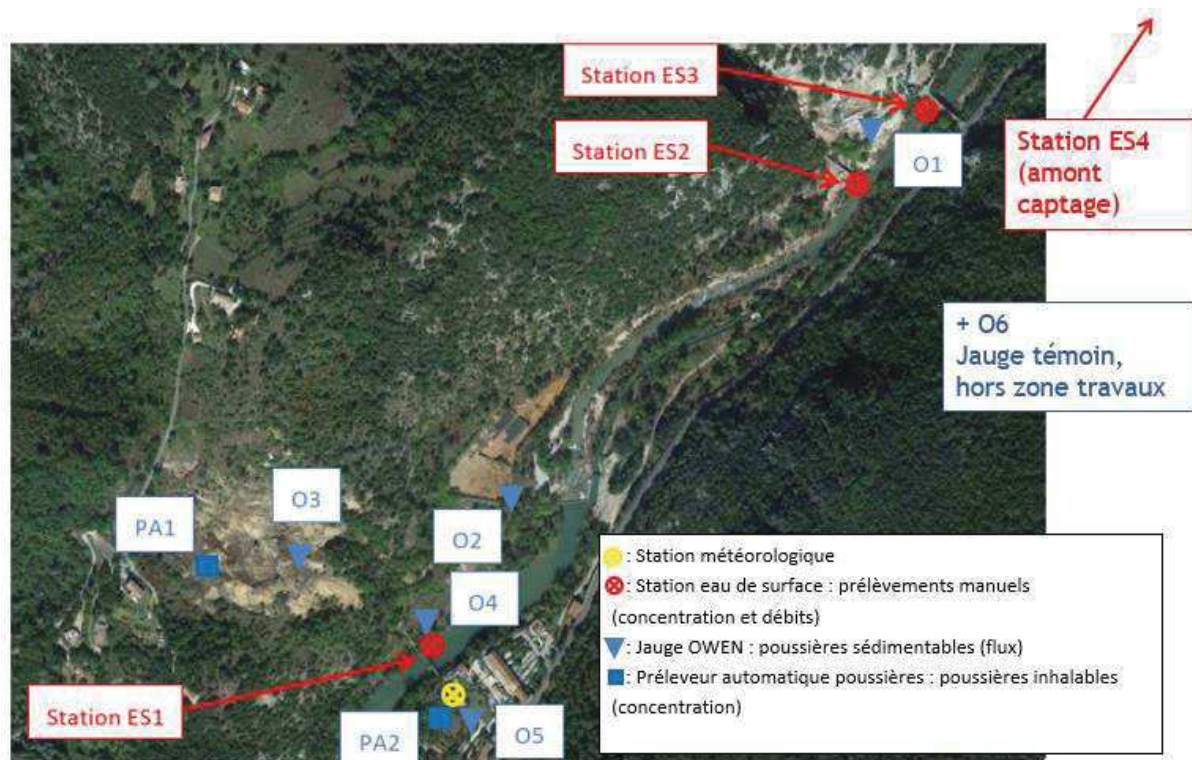 Station ES3
Station ES2
O1
Station ES4
(amont
captage)
+ O6
Jauge témoin,
hors zone travaux
O3
PA1
O2
O4
Station ES1
PA2
O5
: Station météorologique
: Station eau de surface : prélèvements manuels
(concentration et débits)
: Jauge OWEN : poussières sédimentables (flux)
: Préleveur automatique poussières : poussières inhalables
(concentration)